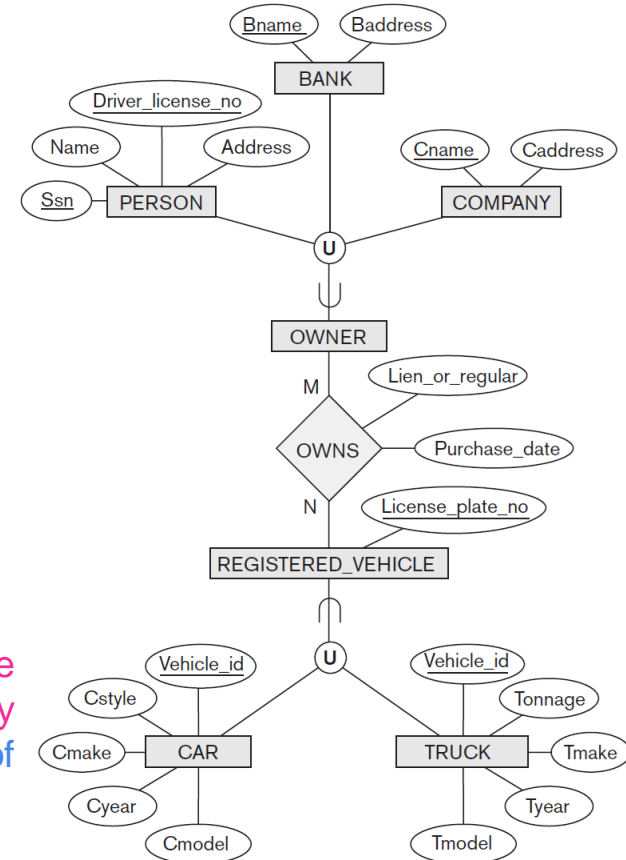 Bname
Baddress
BANK
Driver_license_no
Name
Address
Cname
Caddress
Ssn
PERSON
COMPANY
U
OWNER
Lien_or_regular
M
OWNS
Purchase_date
N
License_plate_no
REGISTERED_VEHICLE
U
e
Vehicle_id
Vehicle_id
Cstyle
Tonnage
y
Cmake
CAR
TRUCK
Tmake
of
Cyear
Tyear
Cmodel
Tmodel